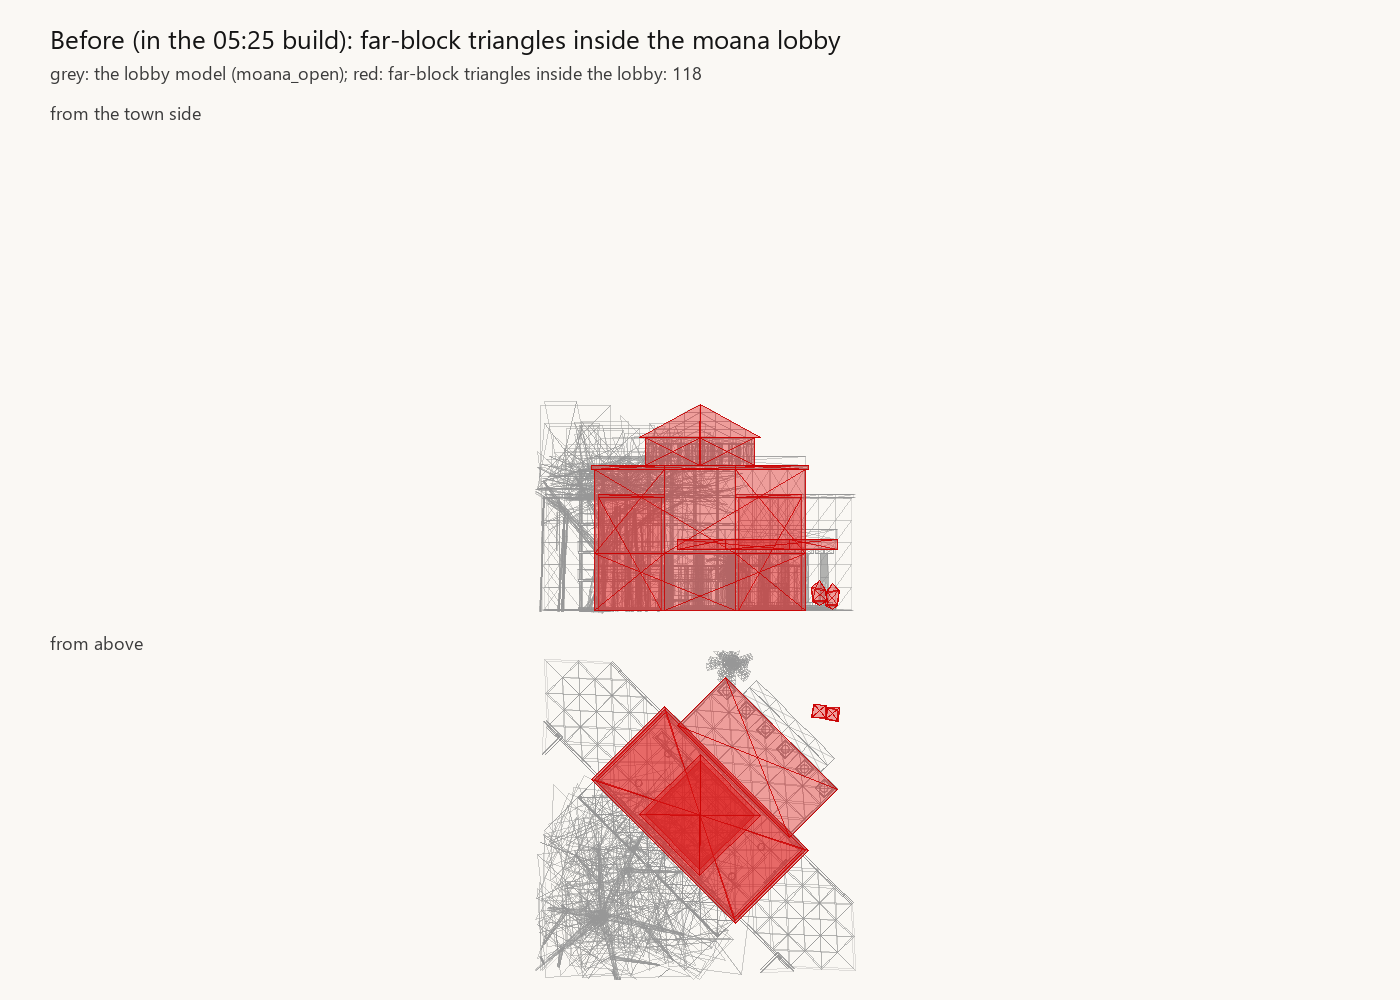 Before (in the 05:25 build): far-block triangles inside the moana lobby
grey: the lobby model (moana_open); red: far-block triangles inside the lobby: 118
from the town side
from above